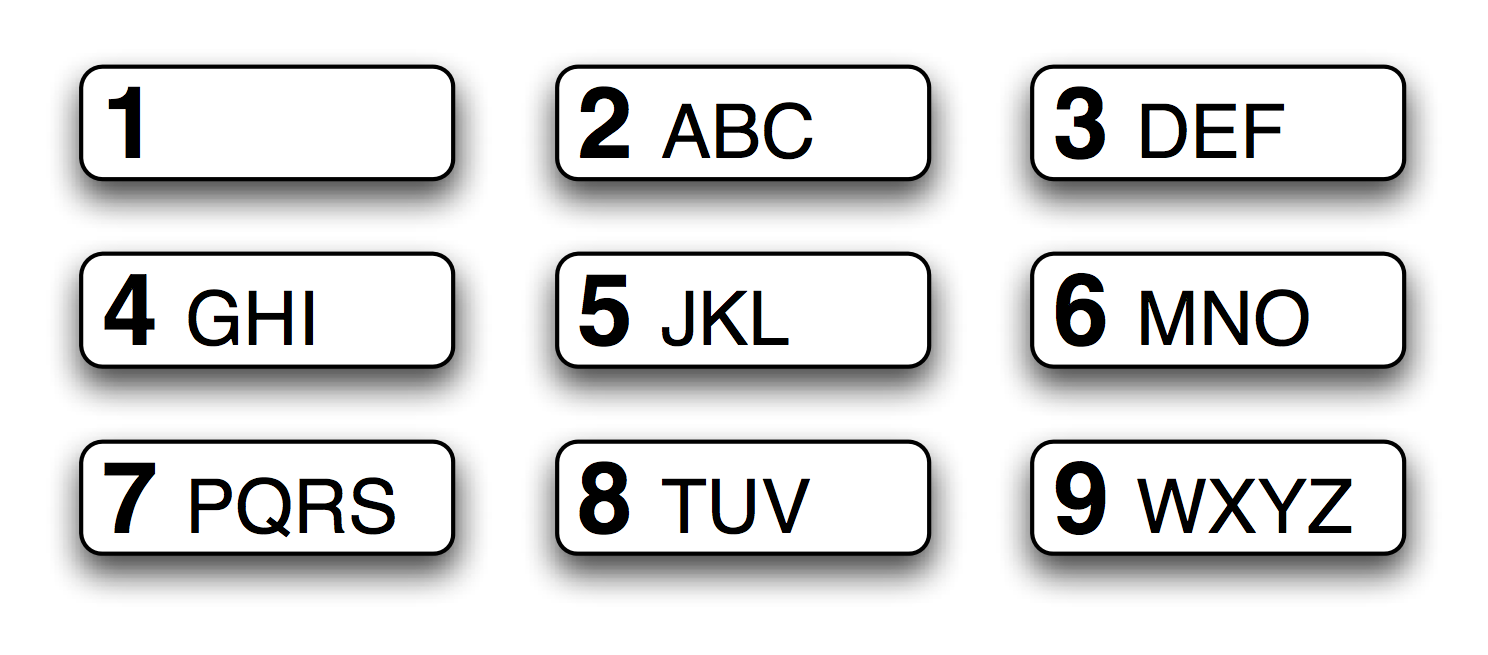 1
2 ABC
3 DEF
4 GHI
5 JKL
6 MNO
7 PQRS
8 TUV
9 WXYZ